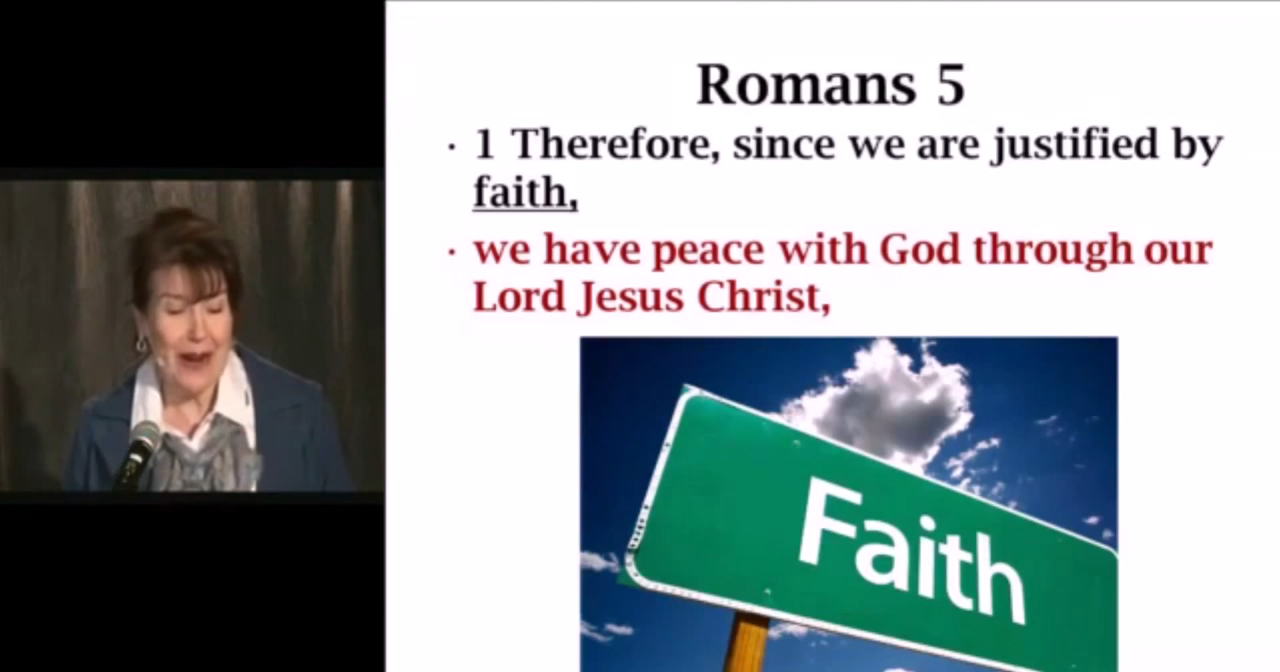 Romans 5
· 1 Therefore, since we are justified by
faith,
· we have peace with God through our
Lord Jesus Christ,
Faith